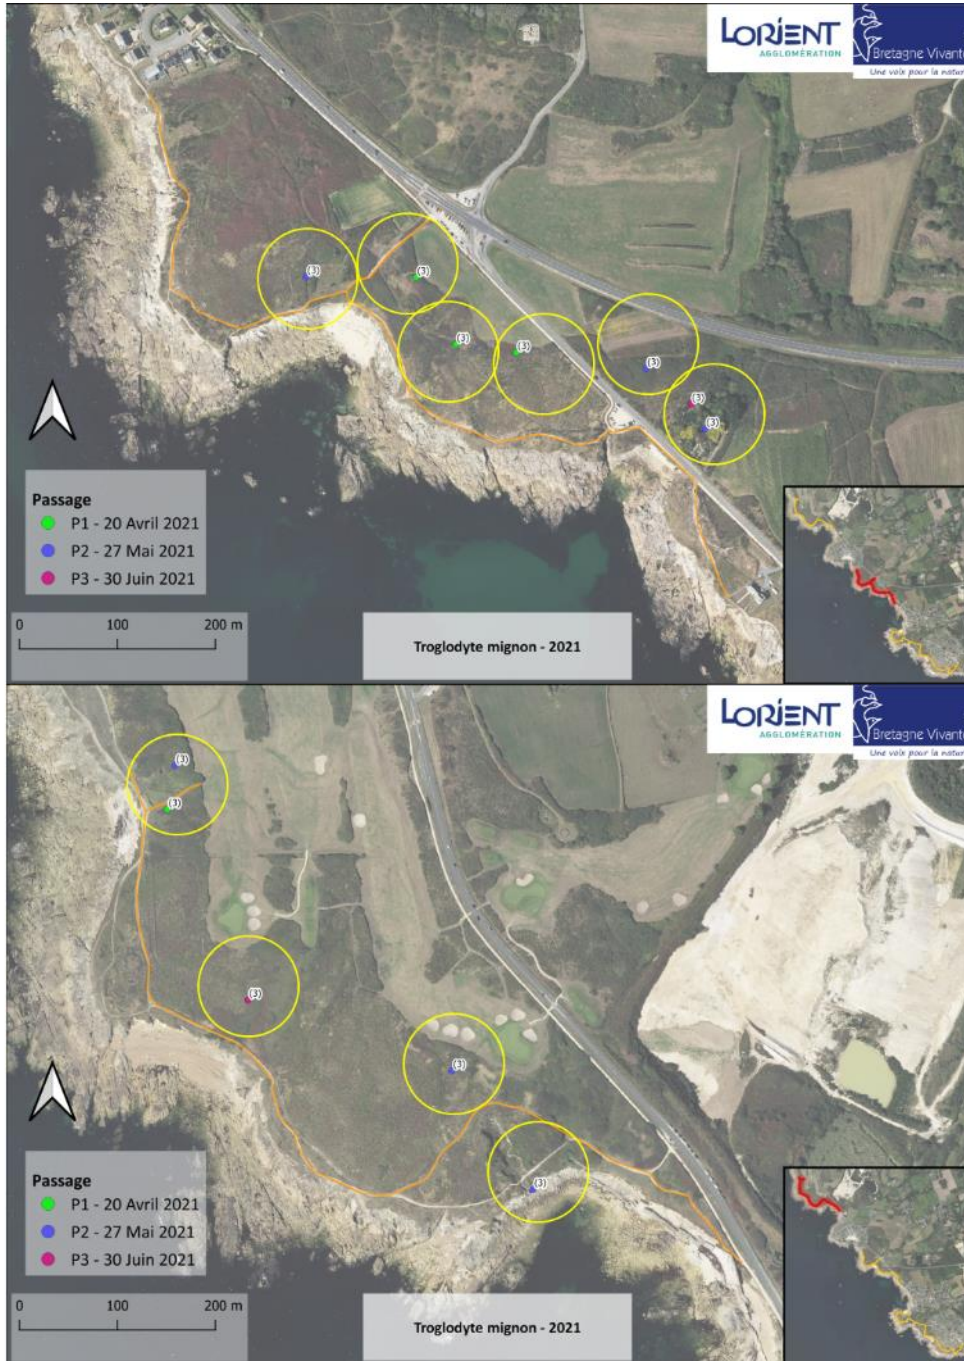 LORIENT
AGGLOMÉRATION
Bretagne Vivante
Une voix pour la nature
(3)
(3)
(3)
(3)
(3)
(3)
(3)
Passage
P1 - 20 Avril 2021
P2 - 27 Mai 2021
P3 - 30 Juin 2021
0 100 200 m
Troglodyte mignon - 2021
LORIENT
AGGLOMÉRATION
Bretagne Vivante
Une voix pour la nature
(3)
(3)
(3)
(3)
(3)
Passage
P1 - 20 Avril 2021
P2 - 27 Mai 2021
P3 - 30 Juin 2021
0 100 200 m
Troglodyte mignon - 2021